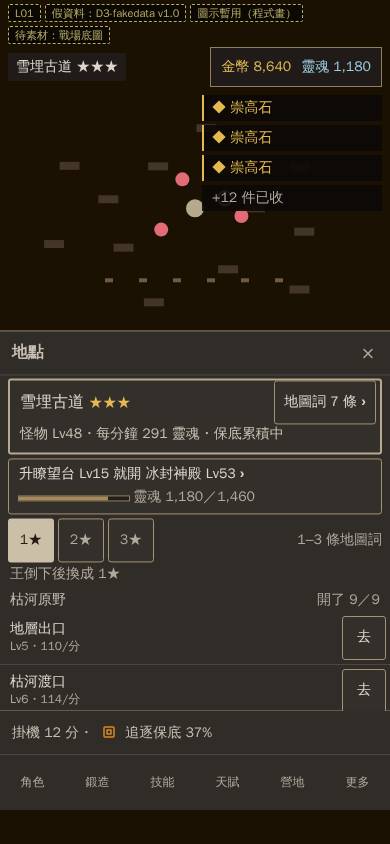 L01 假資料：D3-fakedata v1.0 圖示暫用（程式畫）
待素材：戰場底圖
雪埋古道 ★★★
金幣 8,640 靈魂 1,180
◆ 崇高石
◆ 崇高石
◆ 崇高石
+12 件已收
地點 ×
雪埋古道 ★★★ 地圖詞 7 條 ›
怪物 Lv48・每分鐘 291 靈魂・保底累積中
升瞭望台 Lv15 就開 冰封神殿 Lv53 ›
靈魂 1,180／1,460
1★ 2★ 3★ 1–3 條地圖詞
王倒下後換成 1★
枯河原野 開了 9／9
地層出口 去
Lv5・110/分
枯河渡口 去
Lv6・114/分
掛機 12 分・ 追逐保底 37%
角色 鍛造 技能 天賦 營地 更多